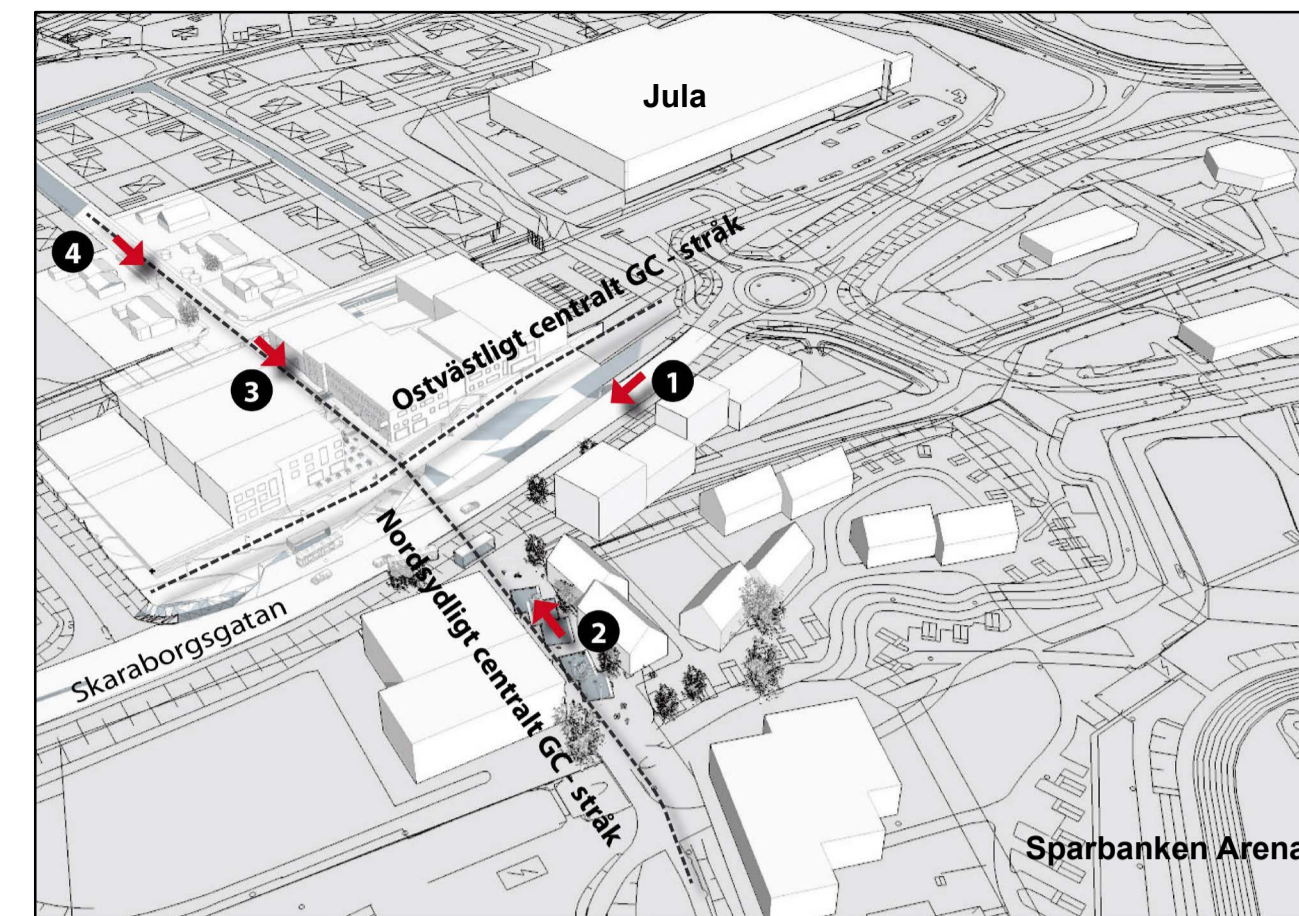 Jula
Ostvästligt centralt GC - stråk
4
3
1
Nordsydligt centralt GC - stråk
2
Skaraborgsgatan
Sparbanken Arena